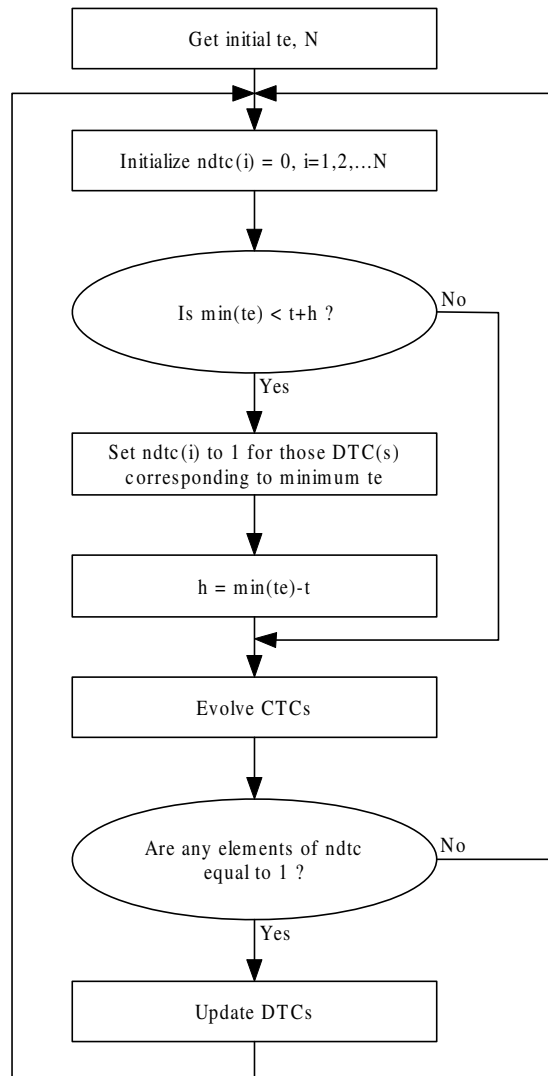 Get initial te, N
Initialize ndtc(i) = 0, i=1,2,...N
Is min(te) < t+h ?
No
Yes
Set ndtc(i) to 1 for those DTC(s)
corresponding to minimum te
h = min(te)-t
Evolve CTCs
Are any elements of ndtc
equal to 1 ?
No
Yes
Update DTCs